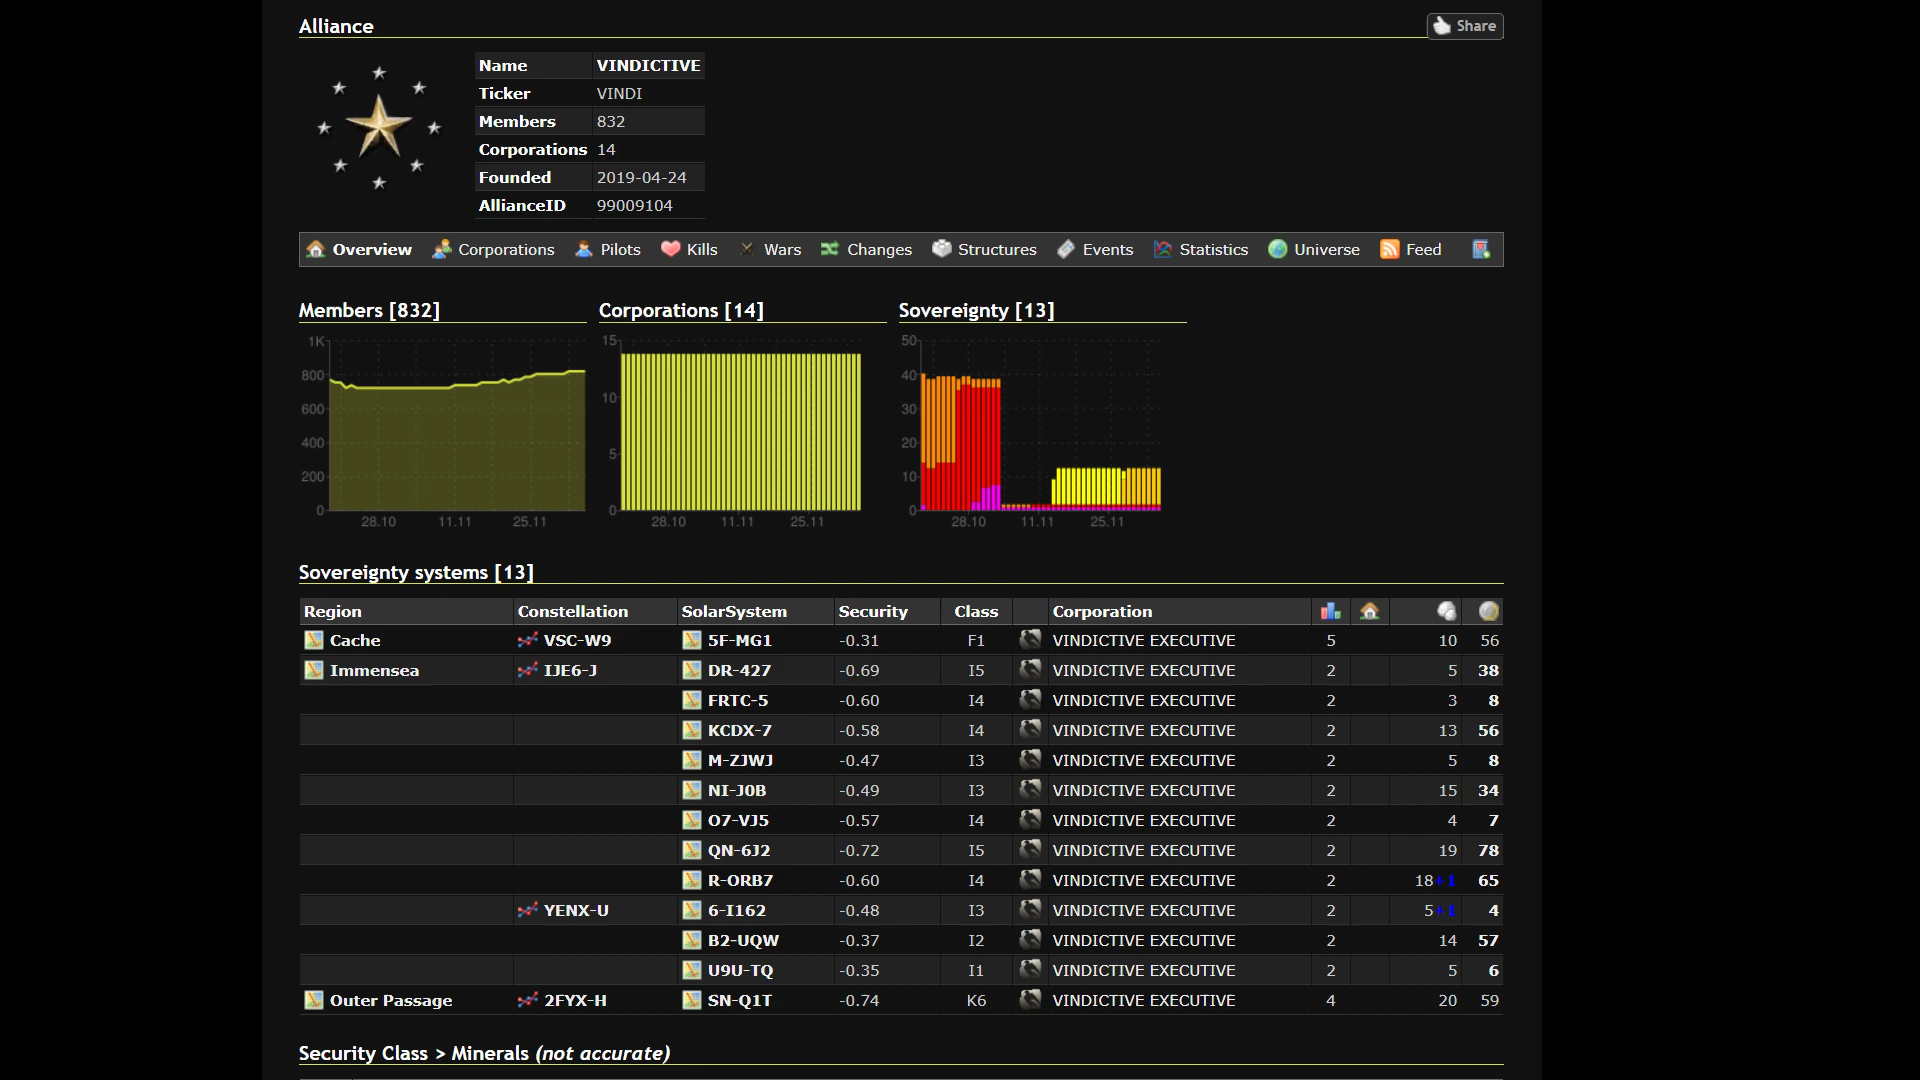 Alliance
Share
Name VINDICTIVE
Ticker VINDI
Members 832
Corporations 14
Founded 2019-04-24
AllianceID 99009104
Overview Corporations Pilots Kills Wars Changes Structures Events Statistics Universe Feed
Members [832] Corporations [14] Sovereignty [13]
1K
800
600
400
200
0
28.10 11.11 25.11
15
10
5
0
28.10 11.11 25.11
50
40
30
20
10
0
28.10 11.11 25.11
Sovereignty systems [13]
Region Constellation SolarSystem Security Class Corporation
Cache VSC-W9 5F-MG1 -0.31 F1 VINDICTIVE EXECUTIVE 5 10 56
Immensea IJE6-J DR-427 -0.69 I5 VINDICTIVE EXECUTIVE 2 5 38
FRTC-5 -0.60 I4 VINDICTIVE EXECUTIVE 2 3 8
KCDX-7 -0.58 I4 VINDICTIVE EXECUTIVE 2 13 56
M-ZJWJ -0.47 I3 VINDICTIVE EXECUTIVE 2 5 8
NI-J0B -0.49 I3 VINDICTIVE EXECUTIVE 2 15 34
O7-VJ5 -0.57 I4 VINDICTIVE EXECUTIVE 2 4 7
QN-6J2 -0.72 I5 VINDICTIVE EXECUTIVE 2 19 78
R-ORB7 -0.60 I4 VINDICTIVE EXECUTIVE 2 18+1 65
YENX-U 6-I162 -0.48 I3 VINDICTIVE EXECUTIVE 2 5+1 4
B2-UQW -0.37 I2 VINDICTIVE EXECUTIVE 2 14 57
U9U-TQ -0.35 I1 VINDICTIVE EXECUTIVE 2 5 6
Outer Passage 2FYX-H SN-Q1T -0.74 K6 VINDICTIVE EXECUTIVE 4 20 59
Security Class > Minerals (not accurate)